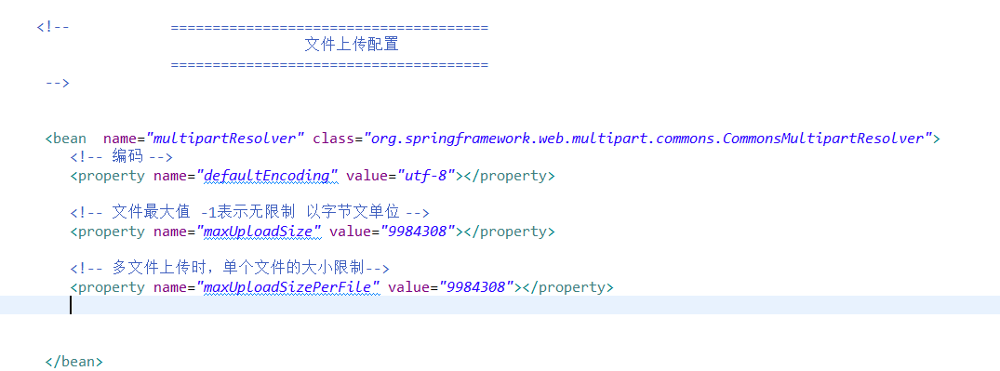 <!-- ======================================
文件上传配置
======================================
-->
<bean name="multipartResolver" class="org.springframework.web.multipart.commons.CommonsMultipartResolver">
<!-- 编码 -->
<property name="defaultEncoding" value="utf-8"></property>
<!-- 文件最大值 -1表示无限制 以字节文单位 -->
<property name="maxUploadSize" value="9984308"></property>
<!-- 多文件上传时，单个文件的大小限制-->
<property name="maxUploadSizePerFile" value="9984308"></property>
</bean>